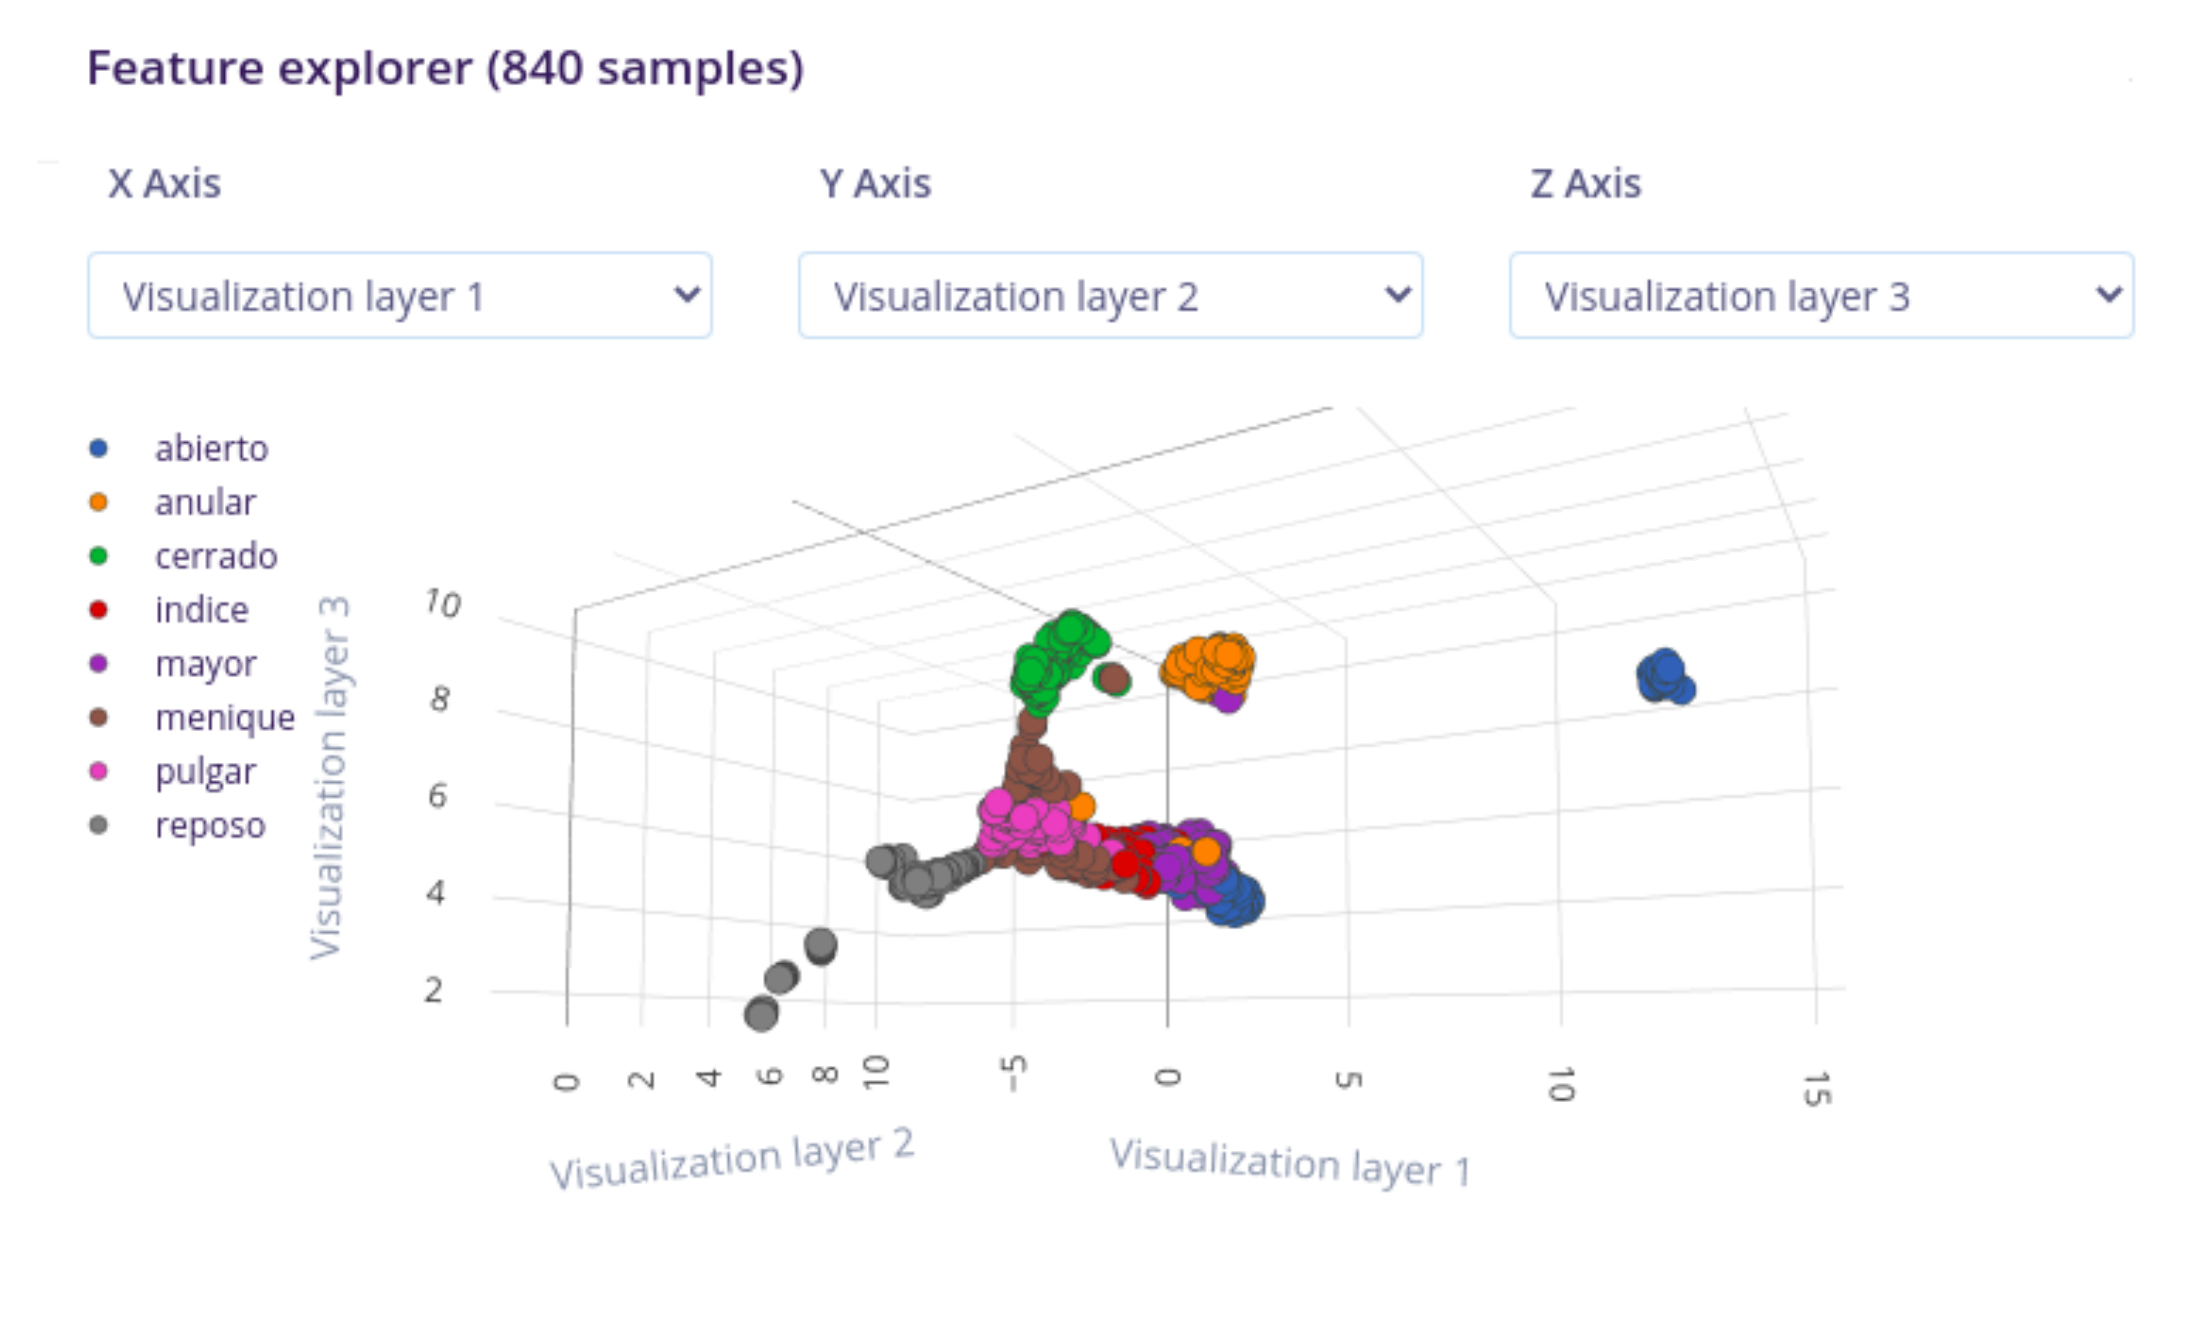 Feature explorer (840 samples)
X Axis
Y Axis
Z Axis
Visualization layer 1
Visualization layer 2
Visualization layer 3
abierto
anular
cerrado
indice
mayor
menique
pulgar
reposo
Visualization layer 3
10
8
6
4
2
0
2
4
6
8
10
-5
0
5
10
15
Visualization layer 2
Visualization layer 1